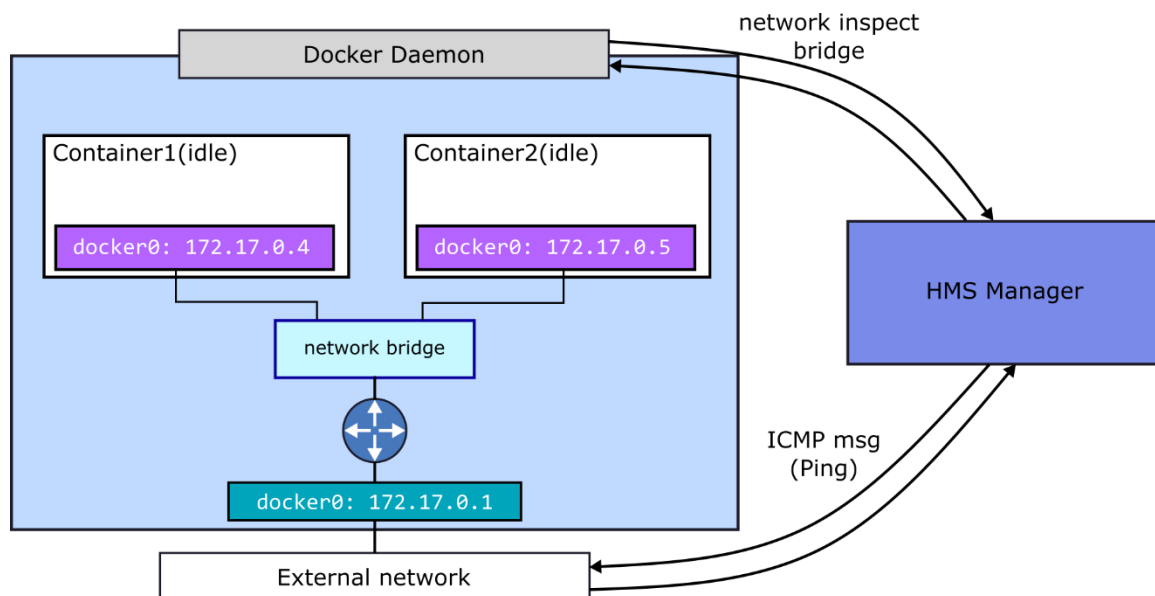 network inspect
bridge
Docker Daemon
Container1(idle)
Container2(idle)
docker0: 172.17.0.4
docker0: 172.17.0.5
HMS Manager
network bridge
ICMP msg
(Ping)
docker0: 172.17.0.1
External network